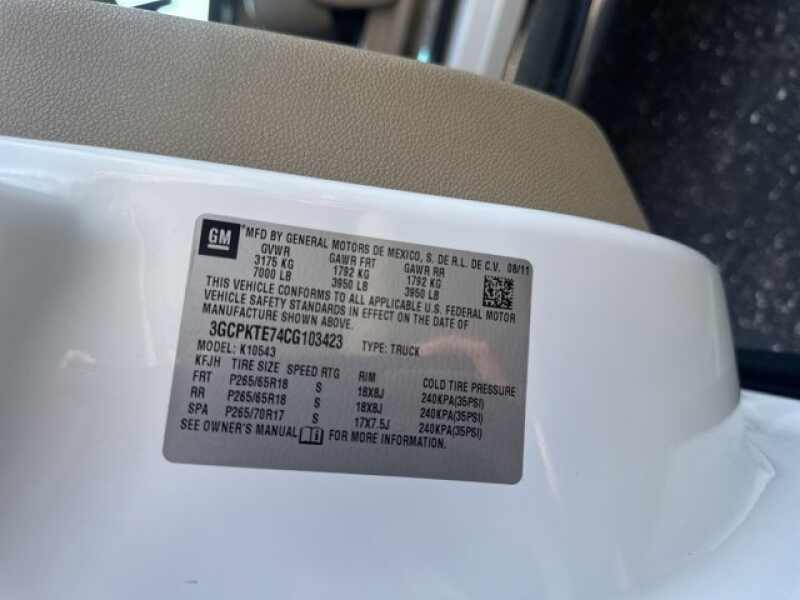 GM
*MFD BY GENERAL MOTORS DE MEXICO, S. DE R.L. DE C.V. 08/11
GVWR GAWR FRT GAWR RR
3175 KG 1792 KG 1792 KG
7000 LB 3950 LB 3950 LB
THIS VEHICLE CONFORMS TO ALL APPLICABLE U.S. FEDERAL MOTOR
VEHICLE SAFETY STANDARDS IN EFFECT ON THE DATE OF
MANUFACTURE SHOWN ABOVE.
3GCPKTE74CG103423
MODEL: K10543 TYPE: TRUCK
KFJH TIRE SIZE SPEED RTG RIM COLD TIRE PRESSURE
FRT P265/65R18 S 18X8J 240KPA(35PSI)
RR P265/65R18 S 18X8J 240KPA(35PSI)
SPA P265/70R17 S 17X7.5J 240KPA(35PSI)
SEE OWNER'S MANUAL FOR MORE INFORMATION.